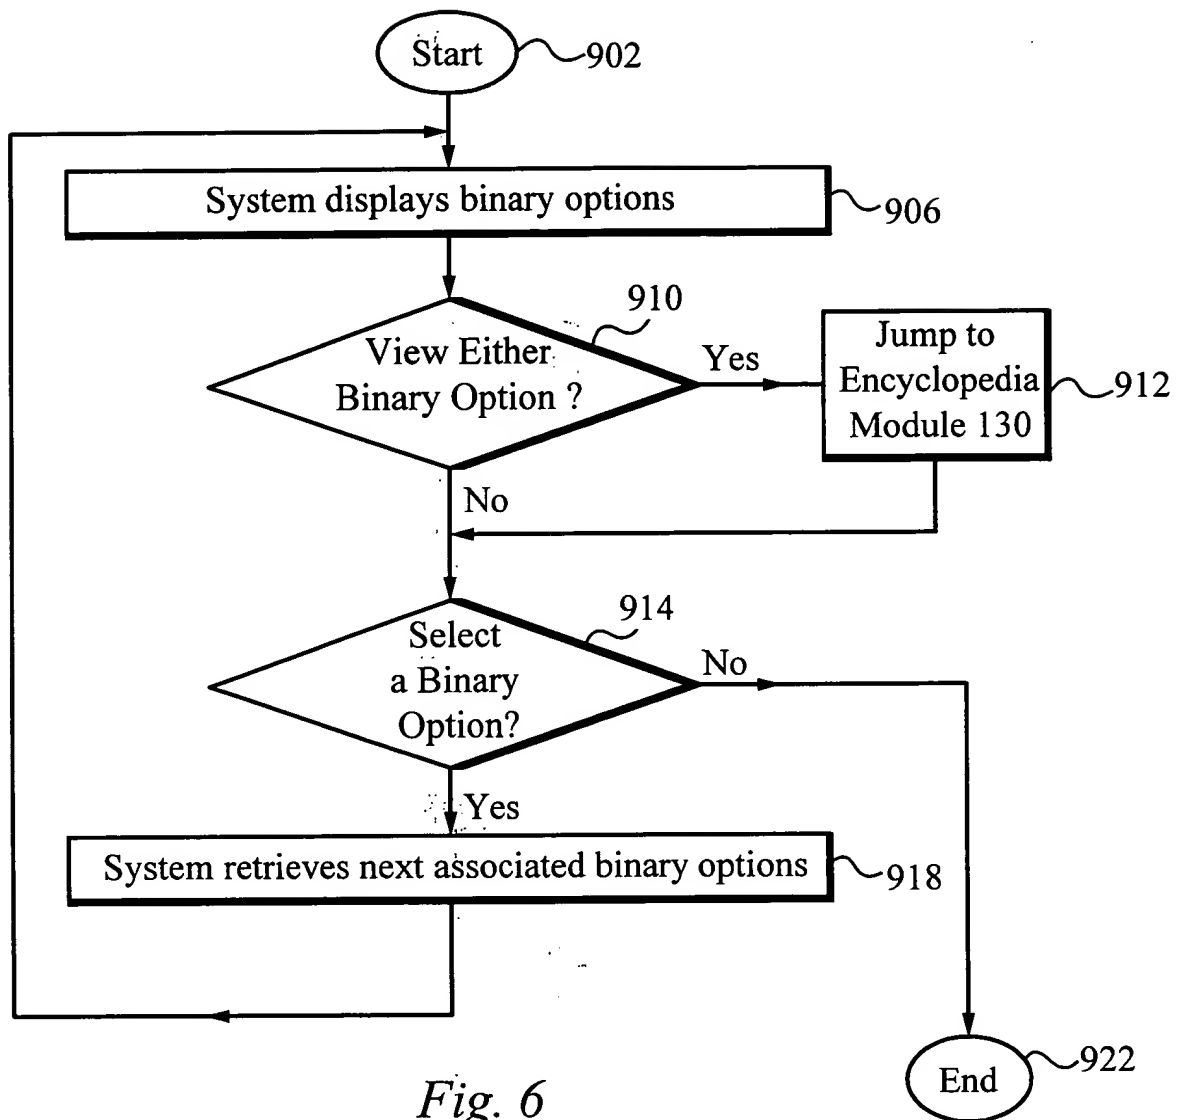 Start
902
System displays binary options
906
910
View Either
Binary Option ?
Yes
Jump to
Encyclopedia
Module 130
912
No
914
Select
a Binary
Option?
No
Yes
System retrieves next associated binary options
918
End
922
Fig. 6